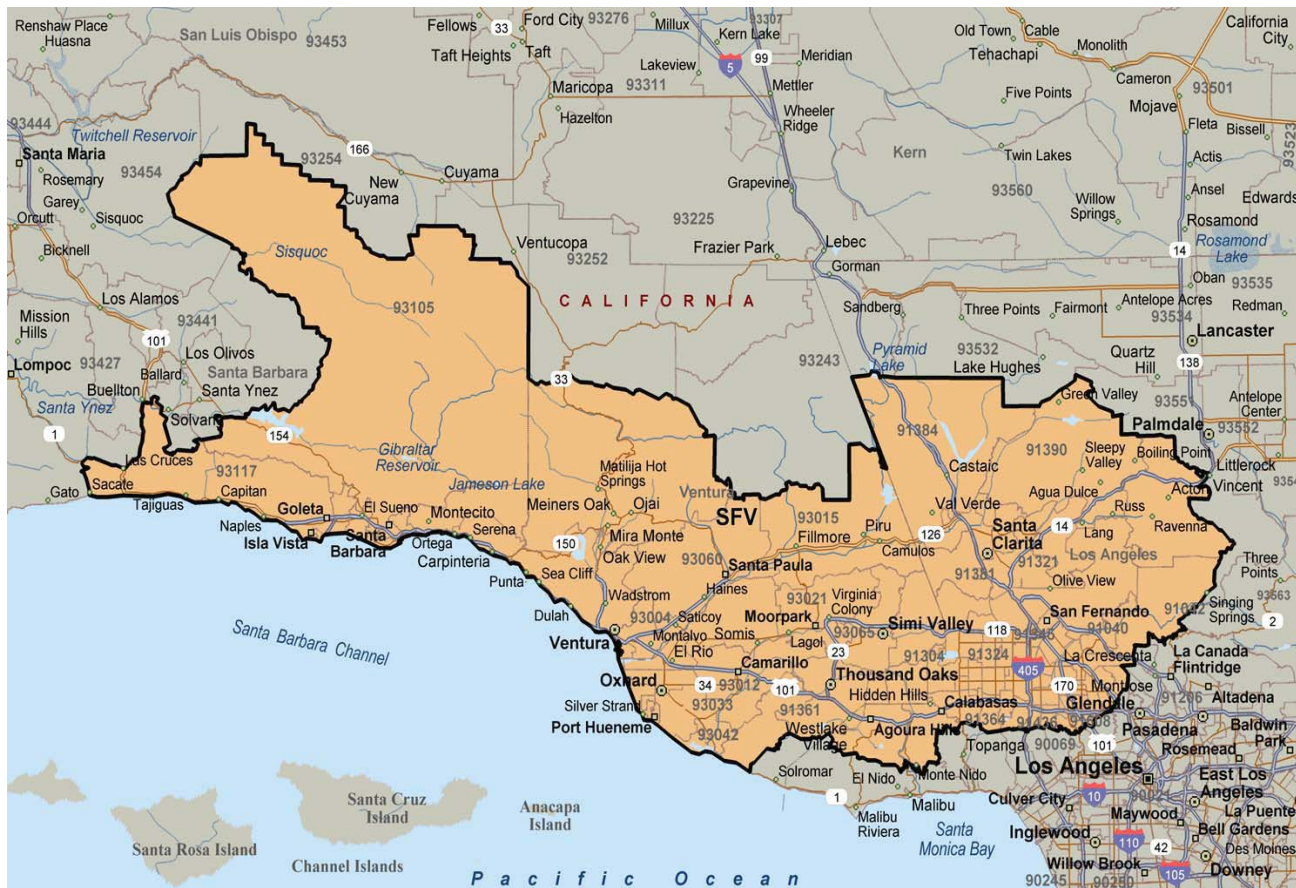 Renshaw Place
Huasna
San Luis Obispo
93453
Fellows
33
Ford City
93276
Taft Heights
Taft
Millux
93307
Kern Lake
99
Meridian
Lakeview
5
93311
Mettler
Maricopa
Hazelton
Wheeler
Ridge
Old Town
Cable
Tehachapi
Monolith
Cameron
California
City
Five Points
Mojave
93501
Fleta
Bissell
93523
93444
Twitchell Reservoir
Santa Maria
93454
Rosemary
Garey
Orcutt
Sisquoc
Bicknell
93254
166
New
Cuyama
Cuyama
Kern
Twin Lakes
Actis
Grapevine
93560
Willow
Springs
Ansel
Edwards
Rosamond
Rosamond
Lake
93225
Sisquoc
Ventucopa
93252
Frazier Park
Lebec
Gorman
14
Oban
93535
Los Alamos
93105
CALIFORNIA
Sandberg
Three Points
Fairmont
Antelope Acres
93534
Redman
Mission
Hills
93441
101
Lancaster
Lompoc
93427
Los Olivos
Ballard
Santa Barbara
Buellton
Santa Ynez
Santa Ynez
Solvang
93243
Pyramid
Lake
93532
Lake Hughes
Quartz
Hill
138
33
Green Valley
93551
Antelope
Center
1
154
Gibraltar
Reservoir
91384
91390
Palmdale
93552
Las Cruces
93117
Matilija Hot
Springs
Castaic
Sleepy
Valley
Boiling Point
Littlerock
Vincent
Gato
Sacate
Tajiguas
Capitan
Jameson Lake
Meiners Oak
Ojai
Ventura
SFV
93015
Val Verde
Agua Dulce
Acton
Goleta
El Sueno
Montecito
Naples
Isla Vista
Santa
Barbara
Ortega
Serena
Carpinteria
150
Mira Monte
Oak View
93060
Fillmore
Piru
Camulos
126
Santa
Clarita
14
Russ
Lang
Ravenna
Los Angeles
Santa Paula
91321
91381
Three
Points
Punta
Sea Cliff
Haines
Olive View
93563
Dulah
Wadstrom
93004
Saticoy
93021
Virginia
Colony
Moorpark
Simi Valley
San Fernando
91342
Singing
Springs
2
Santa Barbara Channel
Ventura
Montalvo
El Rio
Somis
Lagol
93065
118
91345
91040
23
91304
91324
La Crescenta
La Canada
Flintridge
Camarillo
405
Oxnard
34
93012
101
Thousand Oaks
170
Montrose
Hidden Hills
Glendale
91206
Altadena
Silver Strand
93033
91361
Calabasas
Port Hueneme
93042
Westlake
Village
Agoura Hills
91364
91436
91608
Pasadena
Baldwin
Park
Topanga
90069
101
Rosemead
Solromar
El Nido
Monte Nido
Los Angeles
East Los
Angeles
1
Malibu
Malibu
Riviera
Culver City
10
90021
La Puente
Maywood
Bell Gardens
Santa Cruz
Island
Anacapa
Island
Santa
Monica Bay
Inglewood
110
42
Des Moines
Santa Rosa Island
Channel Islands
Willow Brook
Downey
Pacific Ocean
90245
90250
105